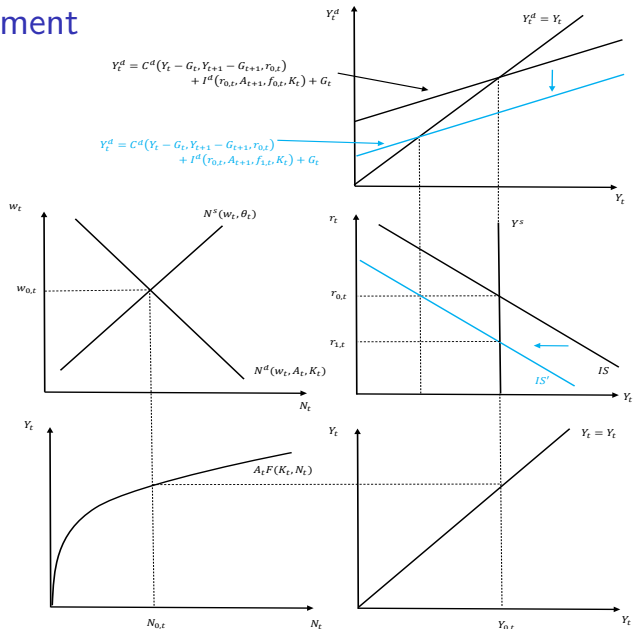 ment
Y_t^d
Y_t^d = Y_t
Y_t^d = C^d(Y_t − G_t, Y_{t+1} − G_{t+1}, r_{0,t})
+ I^d(r_{0,t}, A_{t+1}, f_{0,t}, K_t) + G_t
Y_t^d = C^d(Y_t − G_t, Y_{t+1} − G_{t+1}, r_{0,t})
+ I^d(r_{0,t}, A_{t+1}, f_{1,t}, K_t) + G_t
Y_t
w_t
N^s(w_t, θ_t)
w_{0,t}
N^d(w_t, A_t, K_t)
N_t
r_t
Y^s
r_{0,t}
r_{1,t}
IS
IS′
Y_t
Y_t
A_tF(K_t, N_t)
N_{0,t}
N_t
Y_t
Y_t = Y_t
Y_{0,t}
Y_t